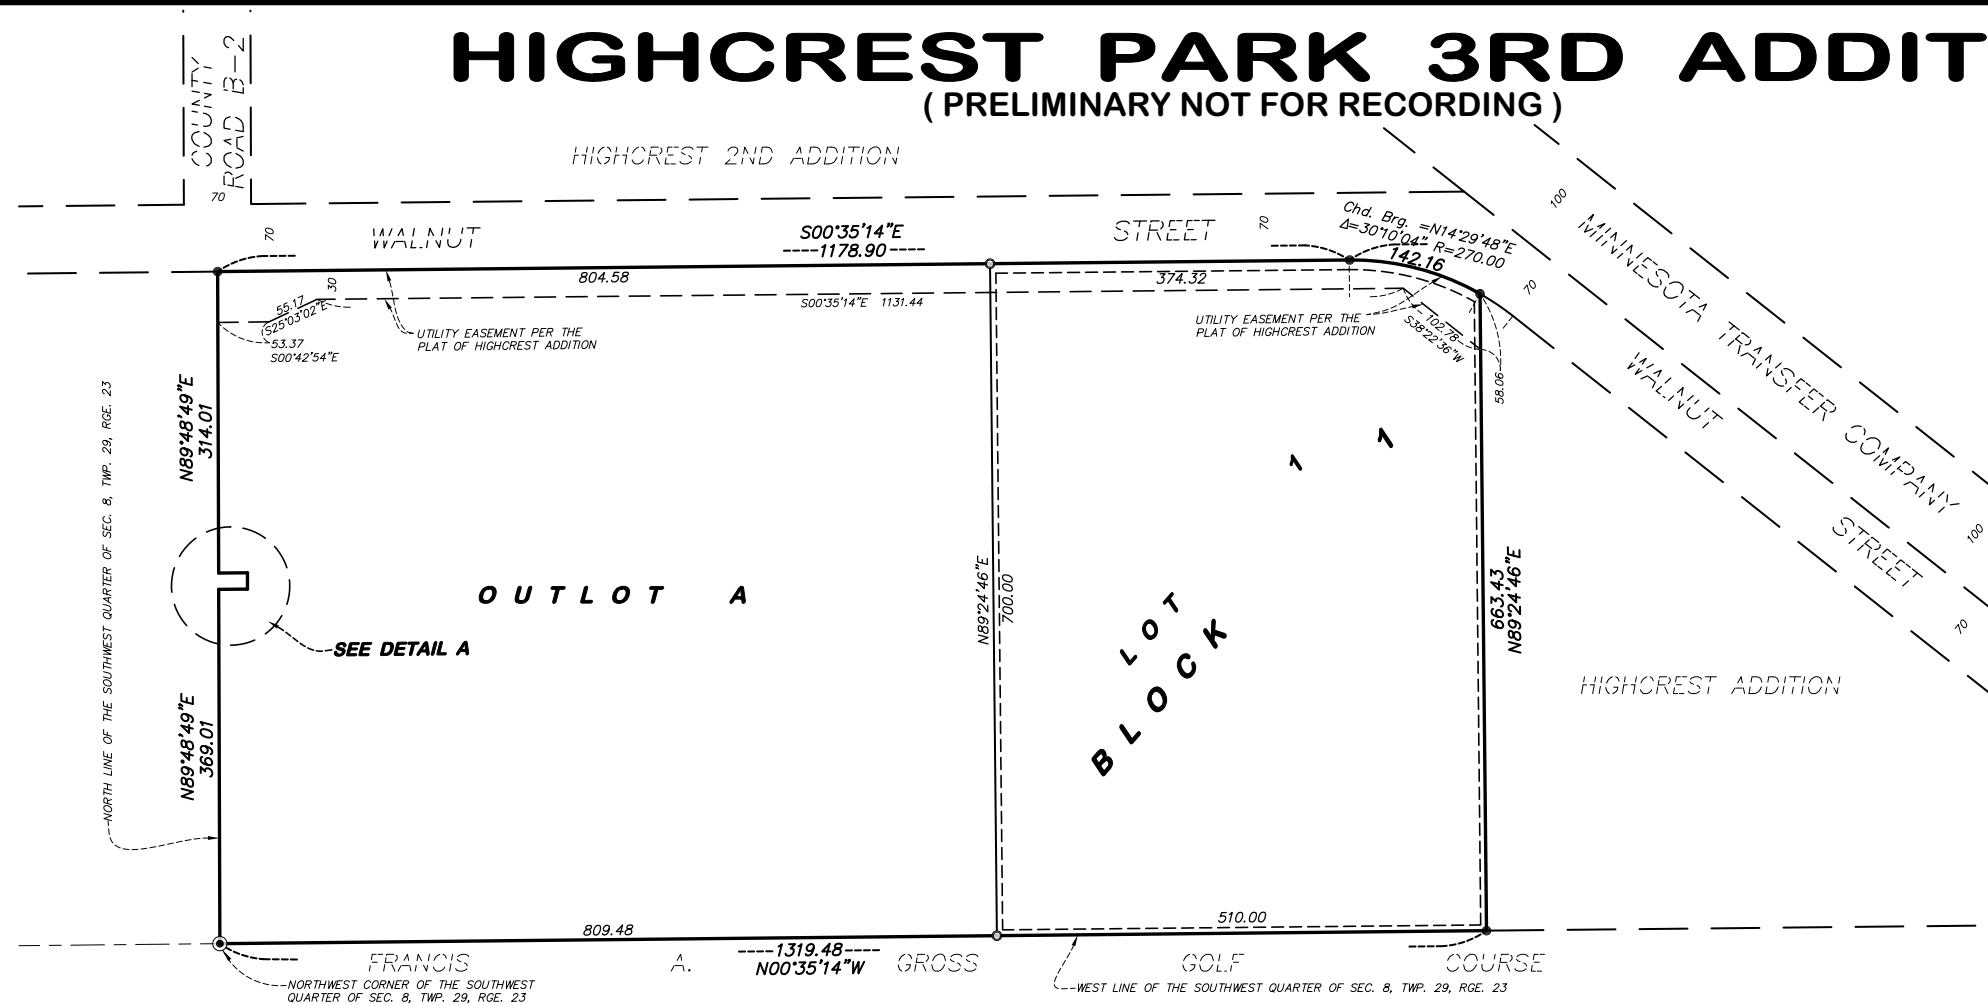 HIGHCREST PARK 3RD ADDIT
( PRELIMINARY NOT FOR RECORDING )
COUNTY
ROAD B-2
70
HIGHCREST 2ND ADDITION
70
WALNUT
S00°35'14"E
1178.90
STREET
70
Chd. Brg. =N14°29'48"E
Δ=30°10'04" R=270.00
142.16
100
MINNESOTA TRANSFER COMPANY
100
70
WALNUT
STREET
70
804.58
374.32
30
55.17
S25°03'02"E
53.37
S00°42'54"E
S00°35'14"E 1131.44
UTILITY EASEMENT PER THE
PLAT OF HIGHCREST ADDITION
UTILITY EASEMENT PER THE
PLAT OF HIGHCREST ADDITION
102.78
S38°22'36"W
58.06
N89°48'49"E
314.01
NORTH LINE OF THE SOUTHWEST QUARTER OF SEC. 8, TWP. 29, RGE. 23
OUTLOT A
SEE DETAIL A
N89°24'46"E
700.00
LOT 1
BLOCK 1
663.43
N89°24'46"E
HIGHCREST ADDITION
N89°48'49"E
369.01
809.48
510.00
1319.48
N00°35'14"W
FRANCIS A. GROSS GOLF COURSE
NORTHWEST CORNER OF THE SOUTHWEST
QUARTER OF SEC. 8, TWP. 29, RGE. 23
WEST LINE OF THE SOUTHWEST QUARTER OF SEC. 8, TWP. 29, RGE. 23